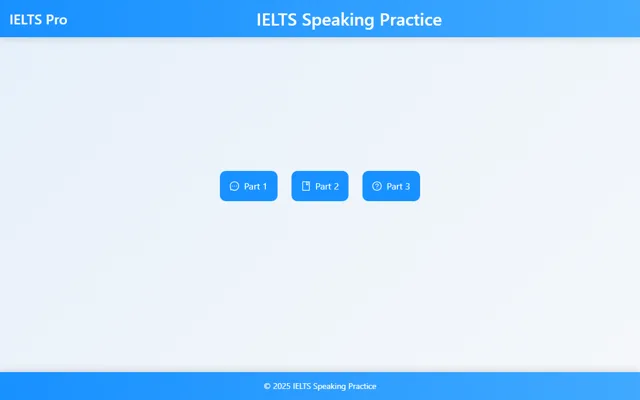 IELTS Pro
IELTS Speaking Practice
Part 1
Part 2
Part 3
© 2025 IELTS Speaking Practice